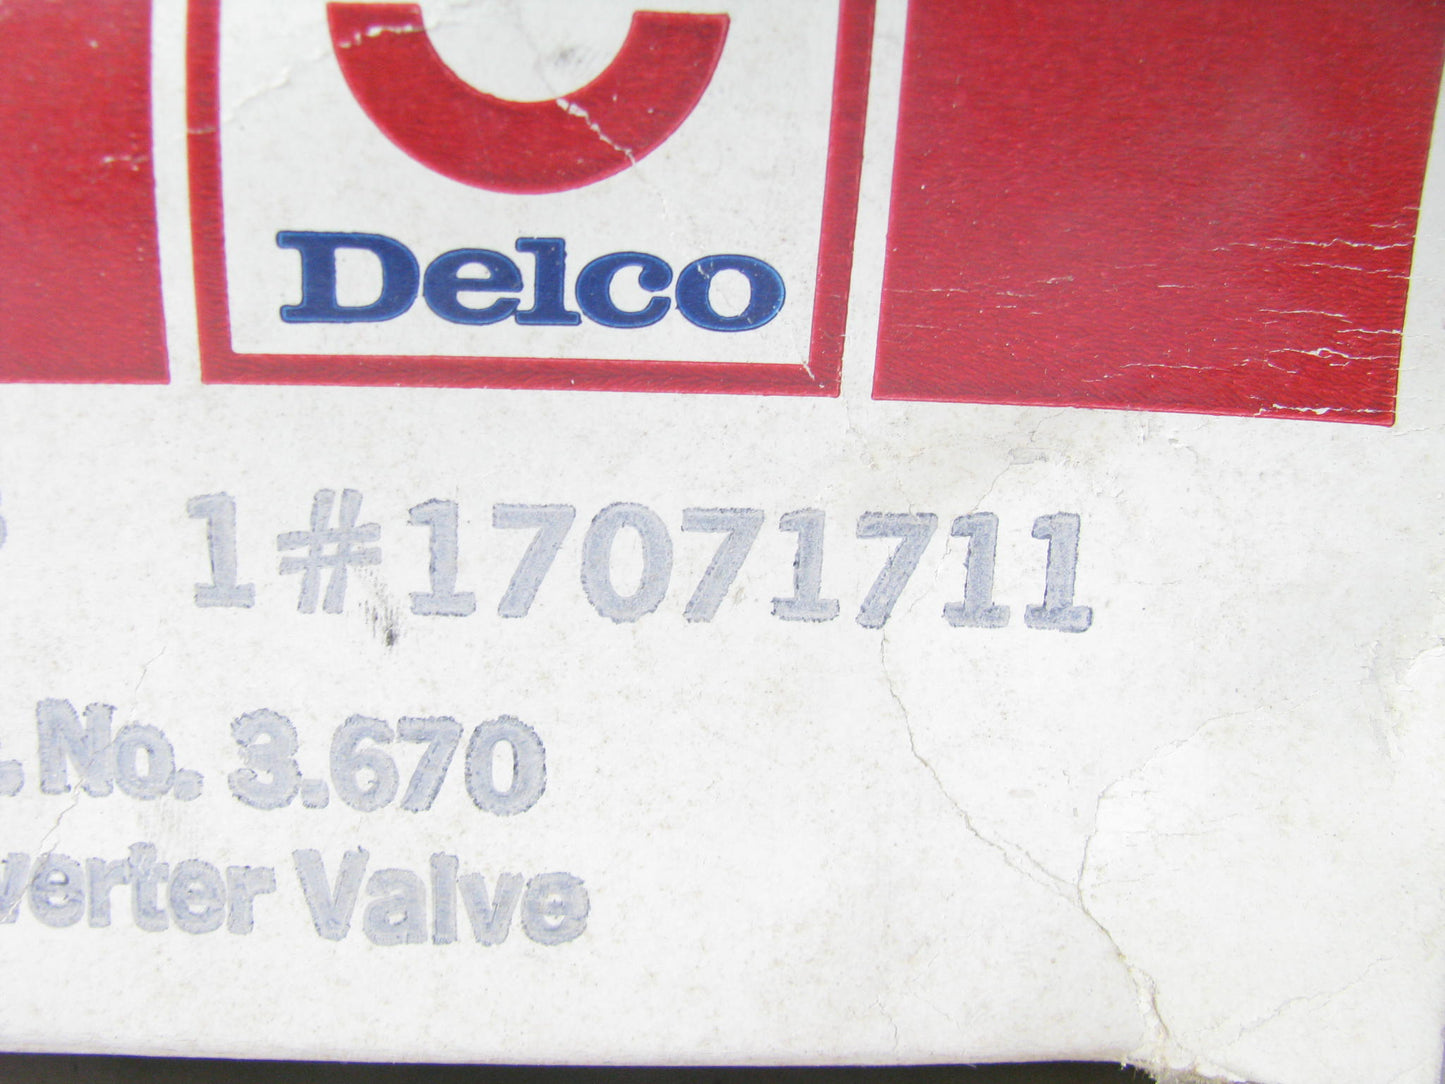 Delco
1#17071711
. No. 3.670
verter Valve